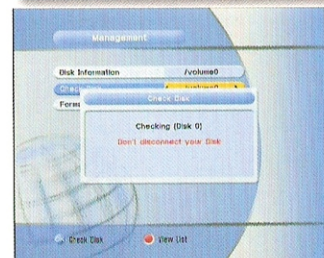 Management
Disk Information /volume0
Check Disk
Checking (Disk 0)
Don't disconnect your Disk
Check Disk View List